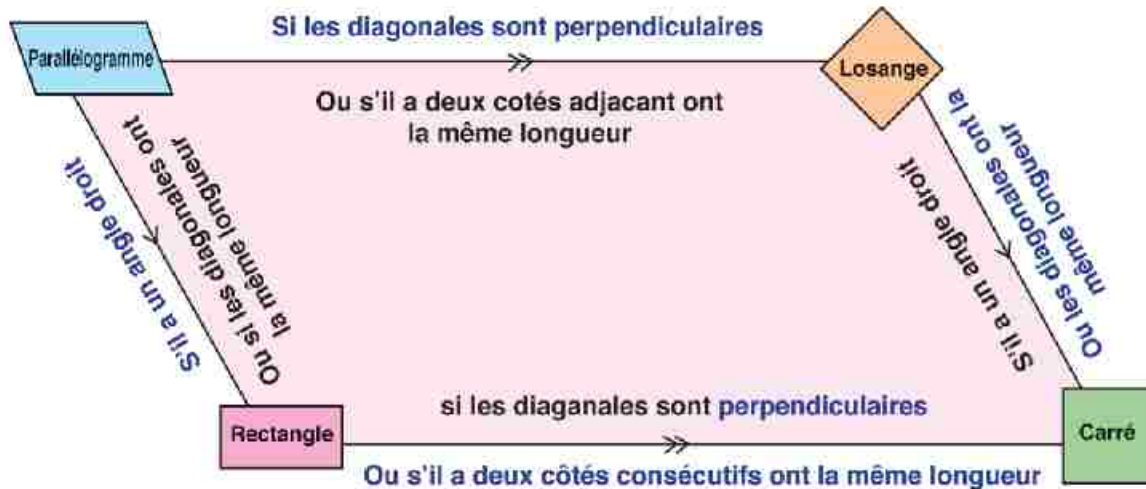 Si les diagonales sont perpendiculaires
Parallélogramme
Losange
Ou s'il a deux cotés adjacant ont
la même longueur
S'il a un angle droit
Ou si les diagonales ont
la même longueur
S'il a un angle droit
Ou les diagonales ont la
même longueur
si les diaganales sont perpendiculaires
Rectangle
Carré
Ou s'il a deux côtés consécutifs ont la même longueur